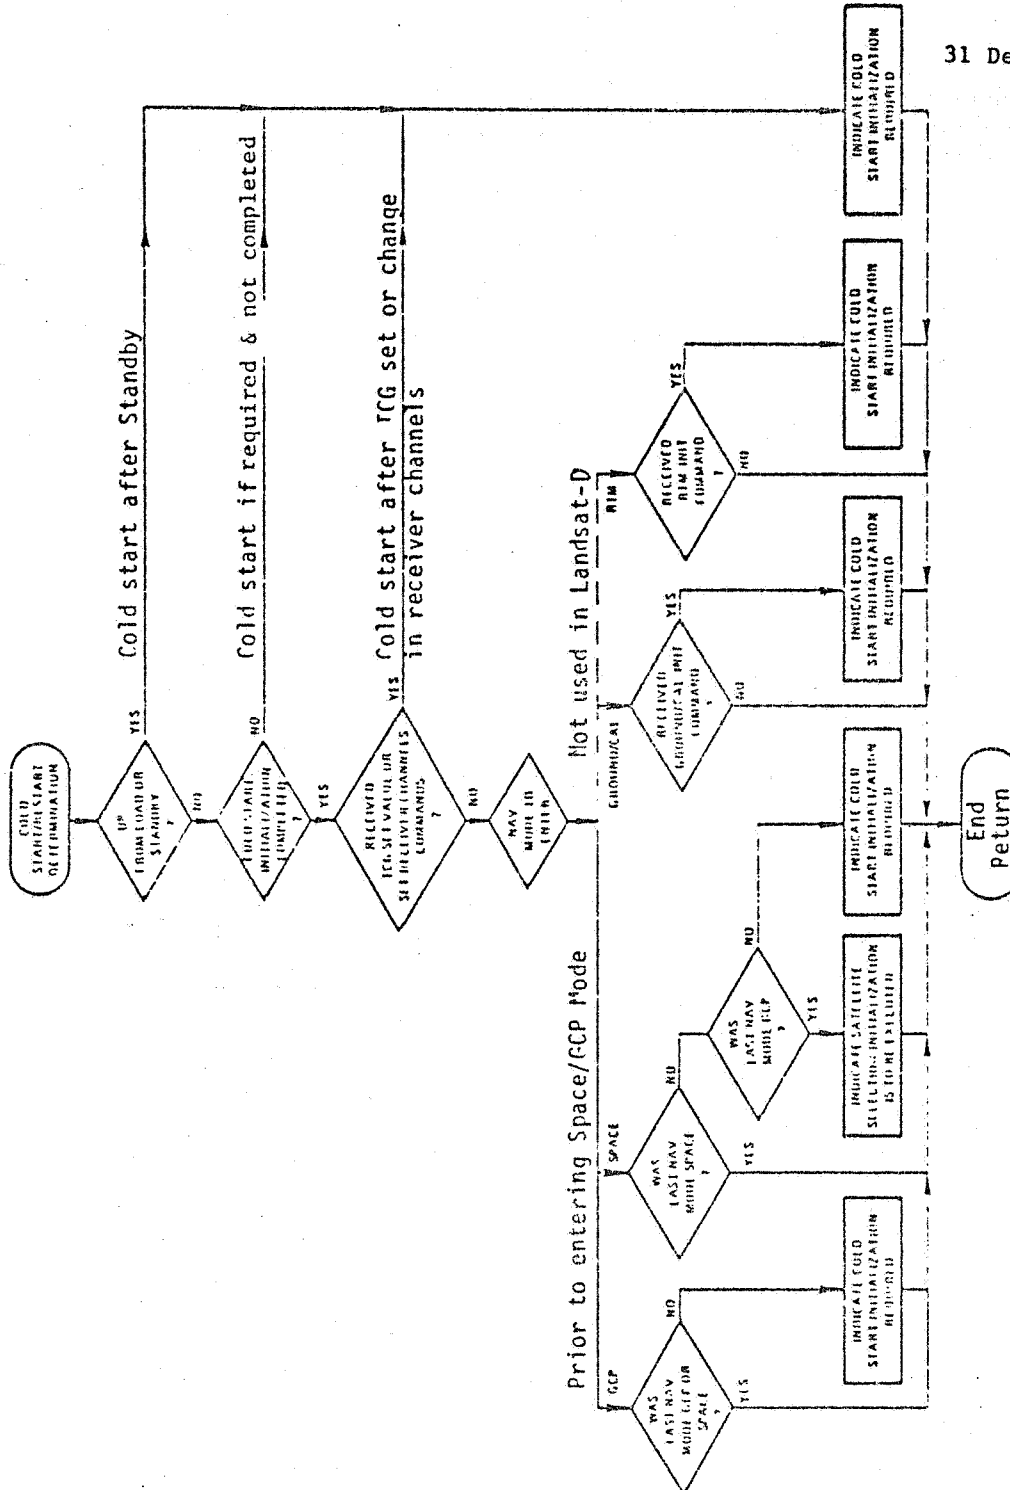 31 De
COLD
START/RESTART
DETERMINATION
UP
FROM LOAD OR
STANDBY
?
YES
Cold start after Standby
NO
COLD START
INITIALIZATION
COMPLETED
?
NO
Cold start if required & not completed
YES
RECEIVED
TCG SET VALUE OR
SET RECEIVER CHANNELS
COMMANDS
?
YES
Cold start after TCG set or change
in receiver channels
NO
NAV
MODE TO
ENTER
Prior to entering Space/GCP Mode
Not used in Landsat-D
GCP
SPACE
GROUND/CAL
RIM
WAS
LAST NAV
MODE GCP OR
SPACE
?
NO
YES
WAS
LAST NAV
MODE SPACE
?
NO
YES
WAS
LAST NAV
MODE GCP
?
NO
YES
RECEIVED
GROUND/CAL INIT
COMMAND
?
YES
NO
RECEIVED
RIM INIT
COMMAND
?
YES
NO
INDICATE COLD
START INITIALIZATION
REQUIRED
INDICATE SATELLITE
SELECTION INITIALIZATION
IS TO BE EXECUTED
INDICATE COLD
START INITIALIZATION
REQUIRED
INDICATE COLD
START INITIALIZATION
REQUIRED
INDICATE COLD
START INITIALIZATION
REQUIRED
INDICATE COLD
START INITIALIZATION
REQUIRED
End
Return